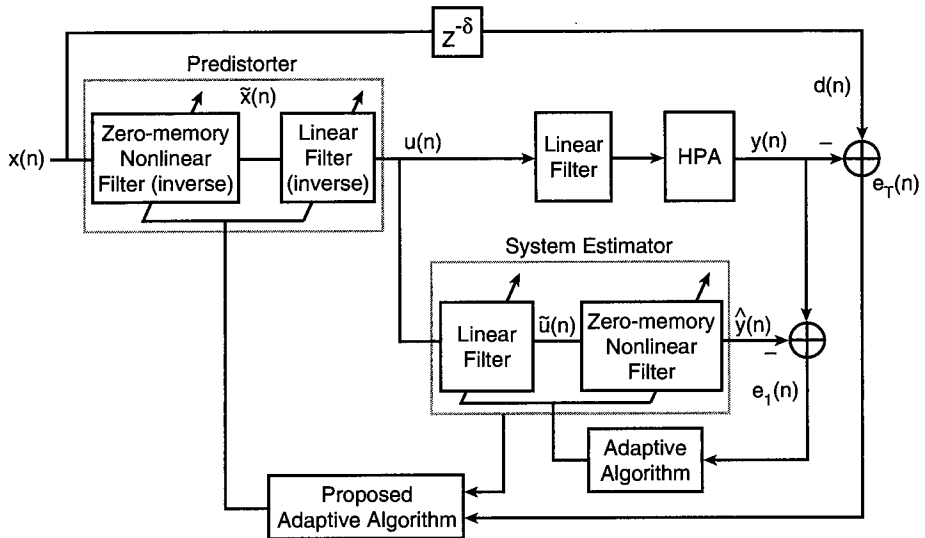 z^{-δ}
Predistorter
x̃(n)
d(n)
Zero-memory
Nonlinear
Filter (inverse)
Linear
Filter
(inverse)
x(n)
u(n)
Linear
Filter
HPA
y(n)
−
e_T(n)
System Estimator
Linear
Filter
ũ(n)
Zero-memory
Nonlinear
Filter
ŷ(n)
−
e_1(n)
Adaptive
Algorithm
Proposed
Adaptive Algorithm